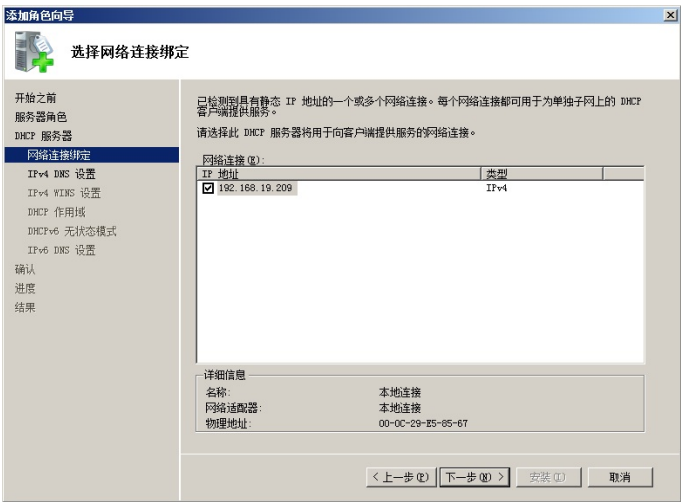 添加角色向导
选择网络连接绑定
开始之前
服务器角色
DHCP 服务器
网络连接绑定
IPv4 DNS 设置
IPv4 WINS 设置
DHCP 作用域
DHCPv6 无状态模式
IPv6 DNS 设置
确认
进度
结果
已检测到具有静态 IP 地址的一个或多个网络连接。每个网络连接都可用于为单独子网上的 DHCP
客户端提供服务。
请选择此 DHCP 服务器将用于向客户端提供服务的网络连接。
网络连接(E):
IP 地址 类型
192.168.19.209 IPv4
详细信息
名称: 本地连接
网络适配器: 本地连接
物理地址: 00-0C-29-E5-85-67
< 上一步(P) 下一步(N) > 安装(I) 取消